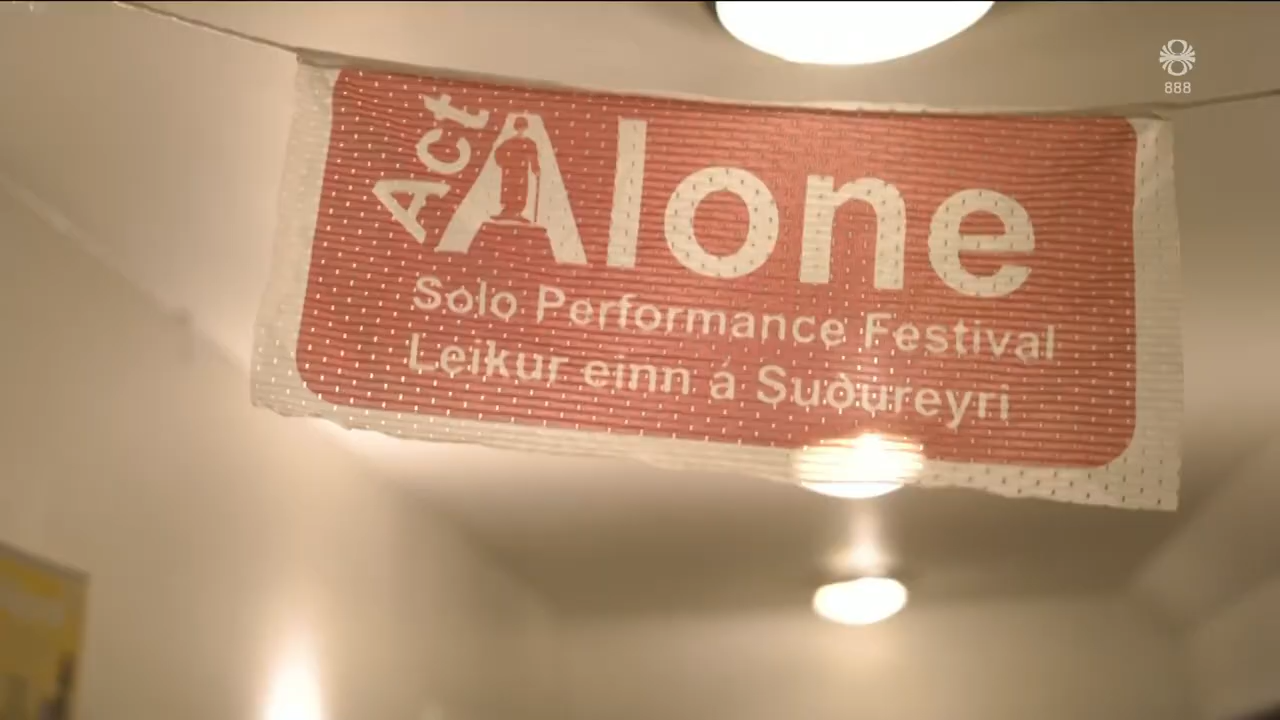 Act
Alone
Solo Performance Festival
Leikur einn á Suðureyri
888